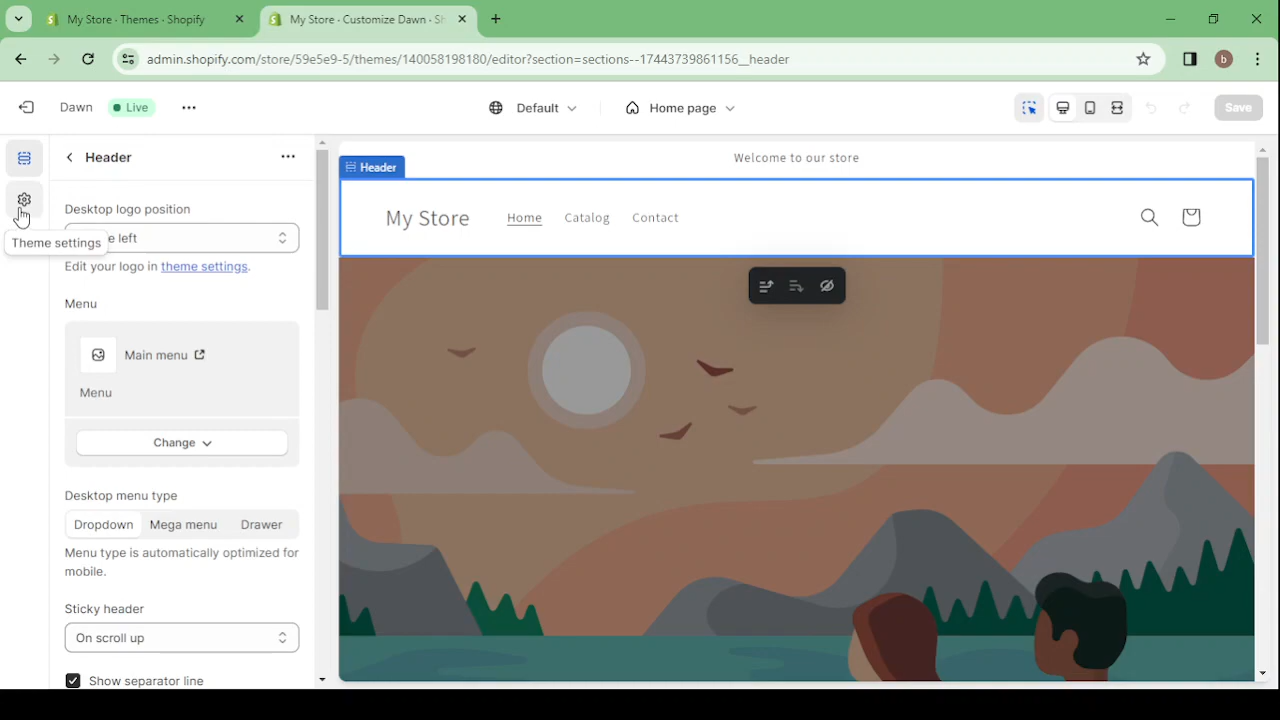 My Store · Themes · Shopify
My Store · Customize Dawn · Sh
admin.shopify.com/store/59e5e9-5/themes/140058198180/editor?section=sections--17443739861156__header
b
Dawn
Live
Default
Home page
Save
Header
Desktop logo position
e left
Theme settings
Edit your logo in theme settings.
Menu
Main menu
Menu
Change
Desktop menu type
Dropdown
Mega menu
Drawer
Menu type is automatically optimized for
mobile.
Sticky header
On scroll up
Show separator line
Welcome to our store
Header
My Store
Home
Catalog
Contact